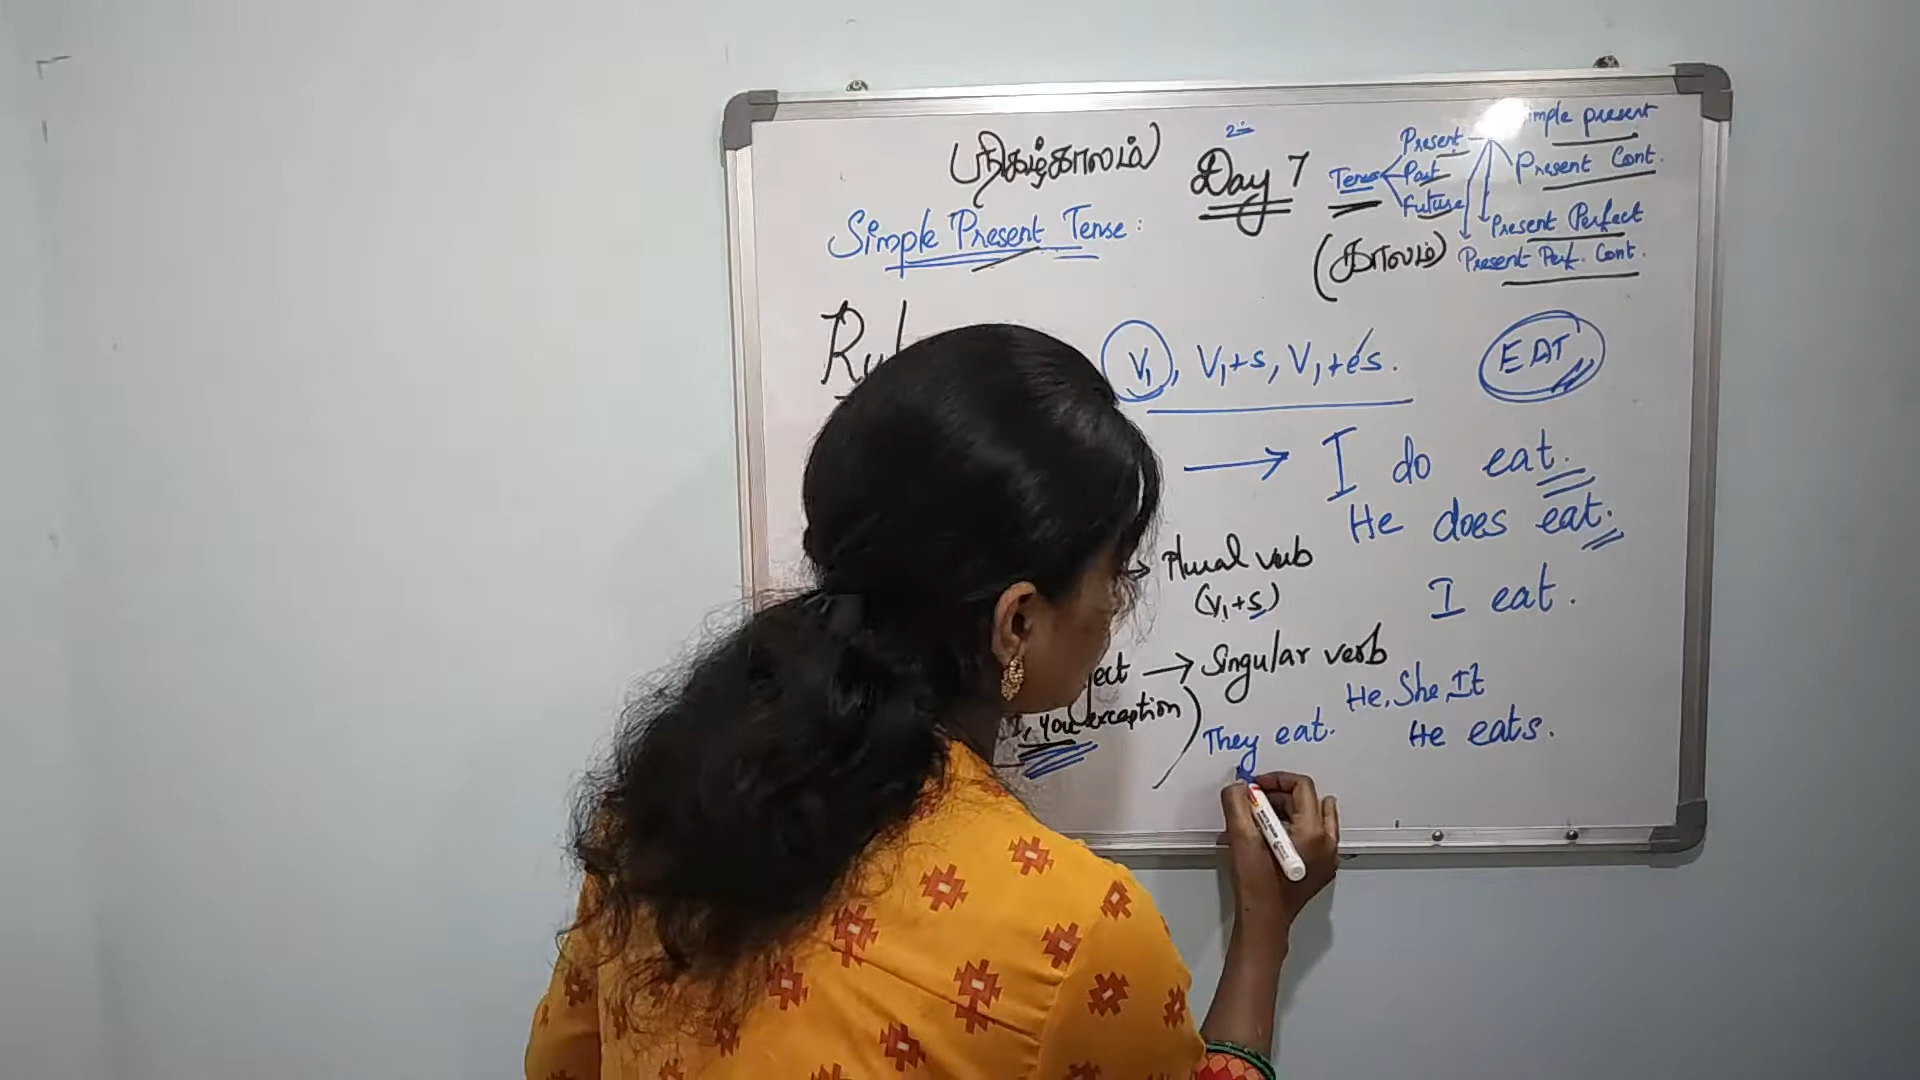 நிகழ்காலம்
Day 7
Simple Present Tense :
Tense
Present
Past
Future
(காலம்)
Simple present
Present Cont.
Present Perfect
Present Perf. Cont.
V1, V1+s, V1+es.
EAT
→ I do eat.
He does eat.
→ Plural verb
(V1+s)
I eat.
→ Singular verb
I, You exception)
He, She, It
They eat.
He eats.